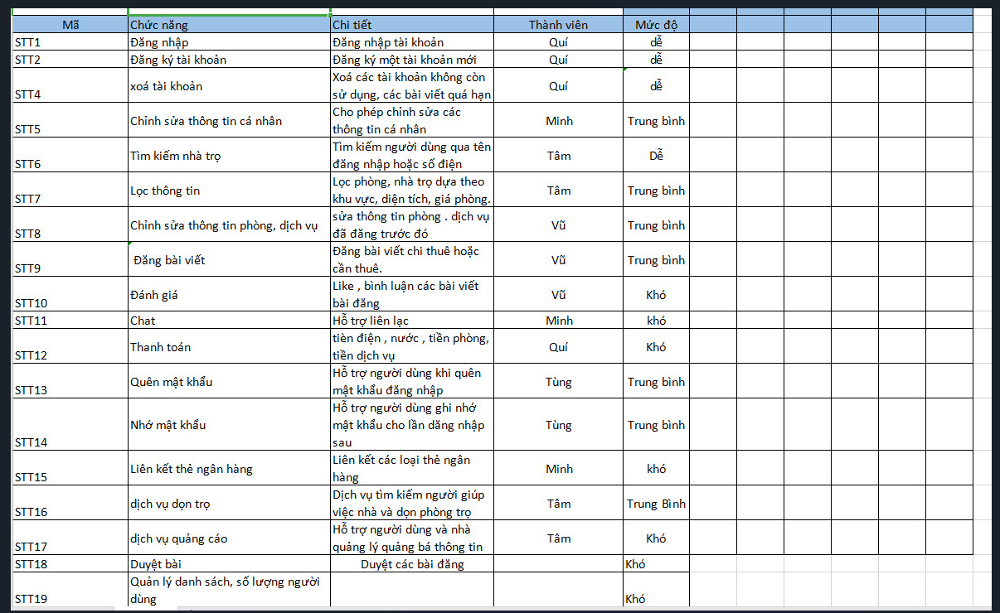 Mã Chức năng Chi tiết Thành viên Mức độ
STT1 Đăng nhập Đăng nhập tài khoản Quí dễ
STT2 Đăng ký tài khoản Đăng ký một tài khoản mới Quí dễ
STT4 xoá tài khoản Xoá các tài khoản không còn
sử dụng, các bài viết quá hạn Quí dễ
STT5 Chỉnh sửa thông tin cá nhân Cho phép chỉnh sửa các
thông tin cá nhân Minh Trung bình
STT6 Tìm kiếm nhà trọ Tìm kiếm người dùng qua tên
đăng nhập hoặc số điện Tâm Dễ
STT7 Lọc thông tin Lọc phòng, nhà trọ dựa theo
khu vực, diện tích, giá phòng. Tâm Trung bình
STT8 Chỉnh sửa thông tin phòng, dịch vụ sửa thông tin phòng . dịch vụ
đã đăng trước đó Vũ Trung bình
STT9 Đăng bài viết Đăng bài viết chi thuê hoặc
cần thuê. Vũ Trung bình
STT10 Đánh giá Like , bình luận các bài viết
bài đăng Vũ Khó
STT11 Chat Hỗ trợ liên lạc Minh khó
STT12 Thanh toán tièn điện , nước , tiền phòng,
tiền dịch vụ Quí Khó
STT13 Quên mật khẩu Hỗ trợ người dùng khi quên
mật khẩu đăng nhập Tùng Trung bình
STT14 Nhớ mật khẩu Hỗ trợ người dùng ghi nhớ
mật khẩu cho lần dăng nhập
sau Tùng Trung bình
STT15 Liên kết thẻ ngân hàng Liên kết các loại thẻ ngân
hàng Minh khó
STT16 dịch vụ dọn trọ Dịch vụ tìm kiếm người giúp
việc nhà và dọn phòng trọ Tâm Trung Bình
STT17 dịch vụ quảng cáo Hỗ trợ người dùng và nhà
quảng lý quảng bá thông tin Tâm Khó
STT18 Duyệt bài Duyệt các bài đăng Khó
STT19 Quản lý danh sách, số lượng người
dùng Khó